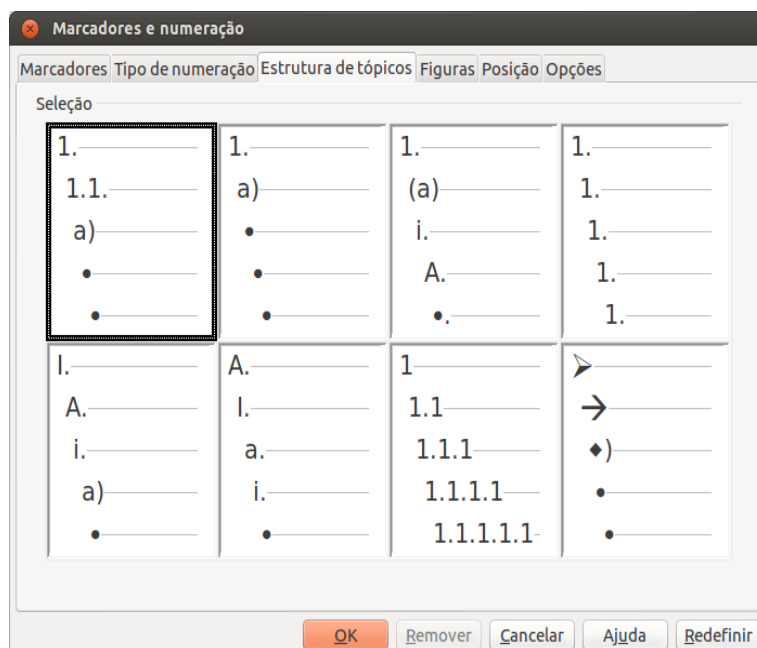 Marcadores e numeração
Marcadores Tipo de numeração Estrutura de tópicos Figuras Posição Opções
Seleção
1. 1. 1. 1.
1.1. a) (a) 1.
a) • i. 1.
• • A. 1.
• • •. 1.
I. A. 1 ➢
A. I. 1.1 →
i. a. 1.1.1 ◆)
a) i. 1.1.1.1 •
• • 1.1.1.1.1 •
OK Remover Cancelar Ajuda Redefinir